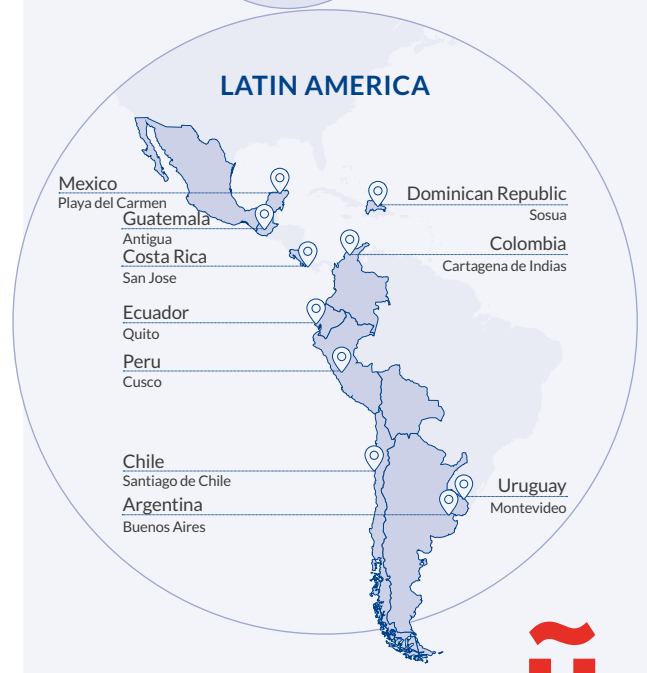 LATIN AMERICA
Mexico
Playa del Carmen
Guatemala
Antigua
Costa Rica
San Jose
Ecuador
Quito
Peru
Cusco
Chile
Santiago de Chile
Argentina
Buenos Aires
Dominican Republic
Sosua
Colombia
Cartagena de Indias
Uruguay
Montevideo